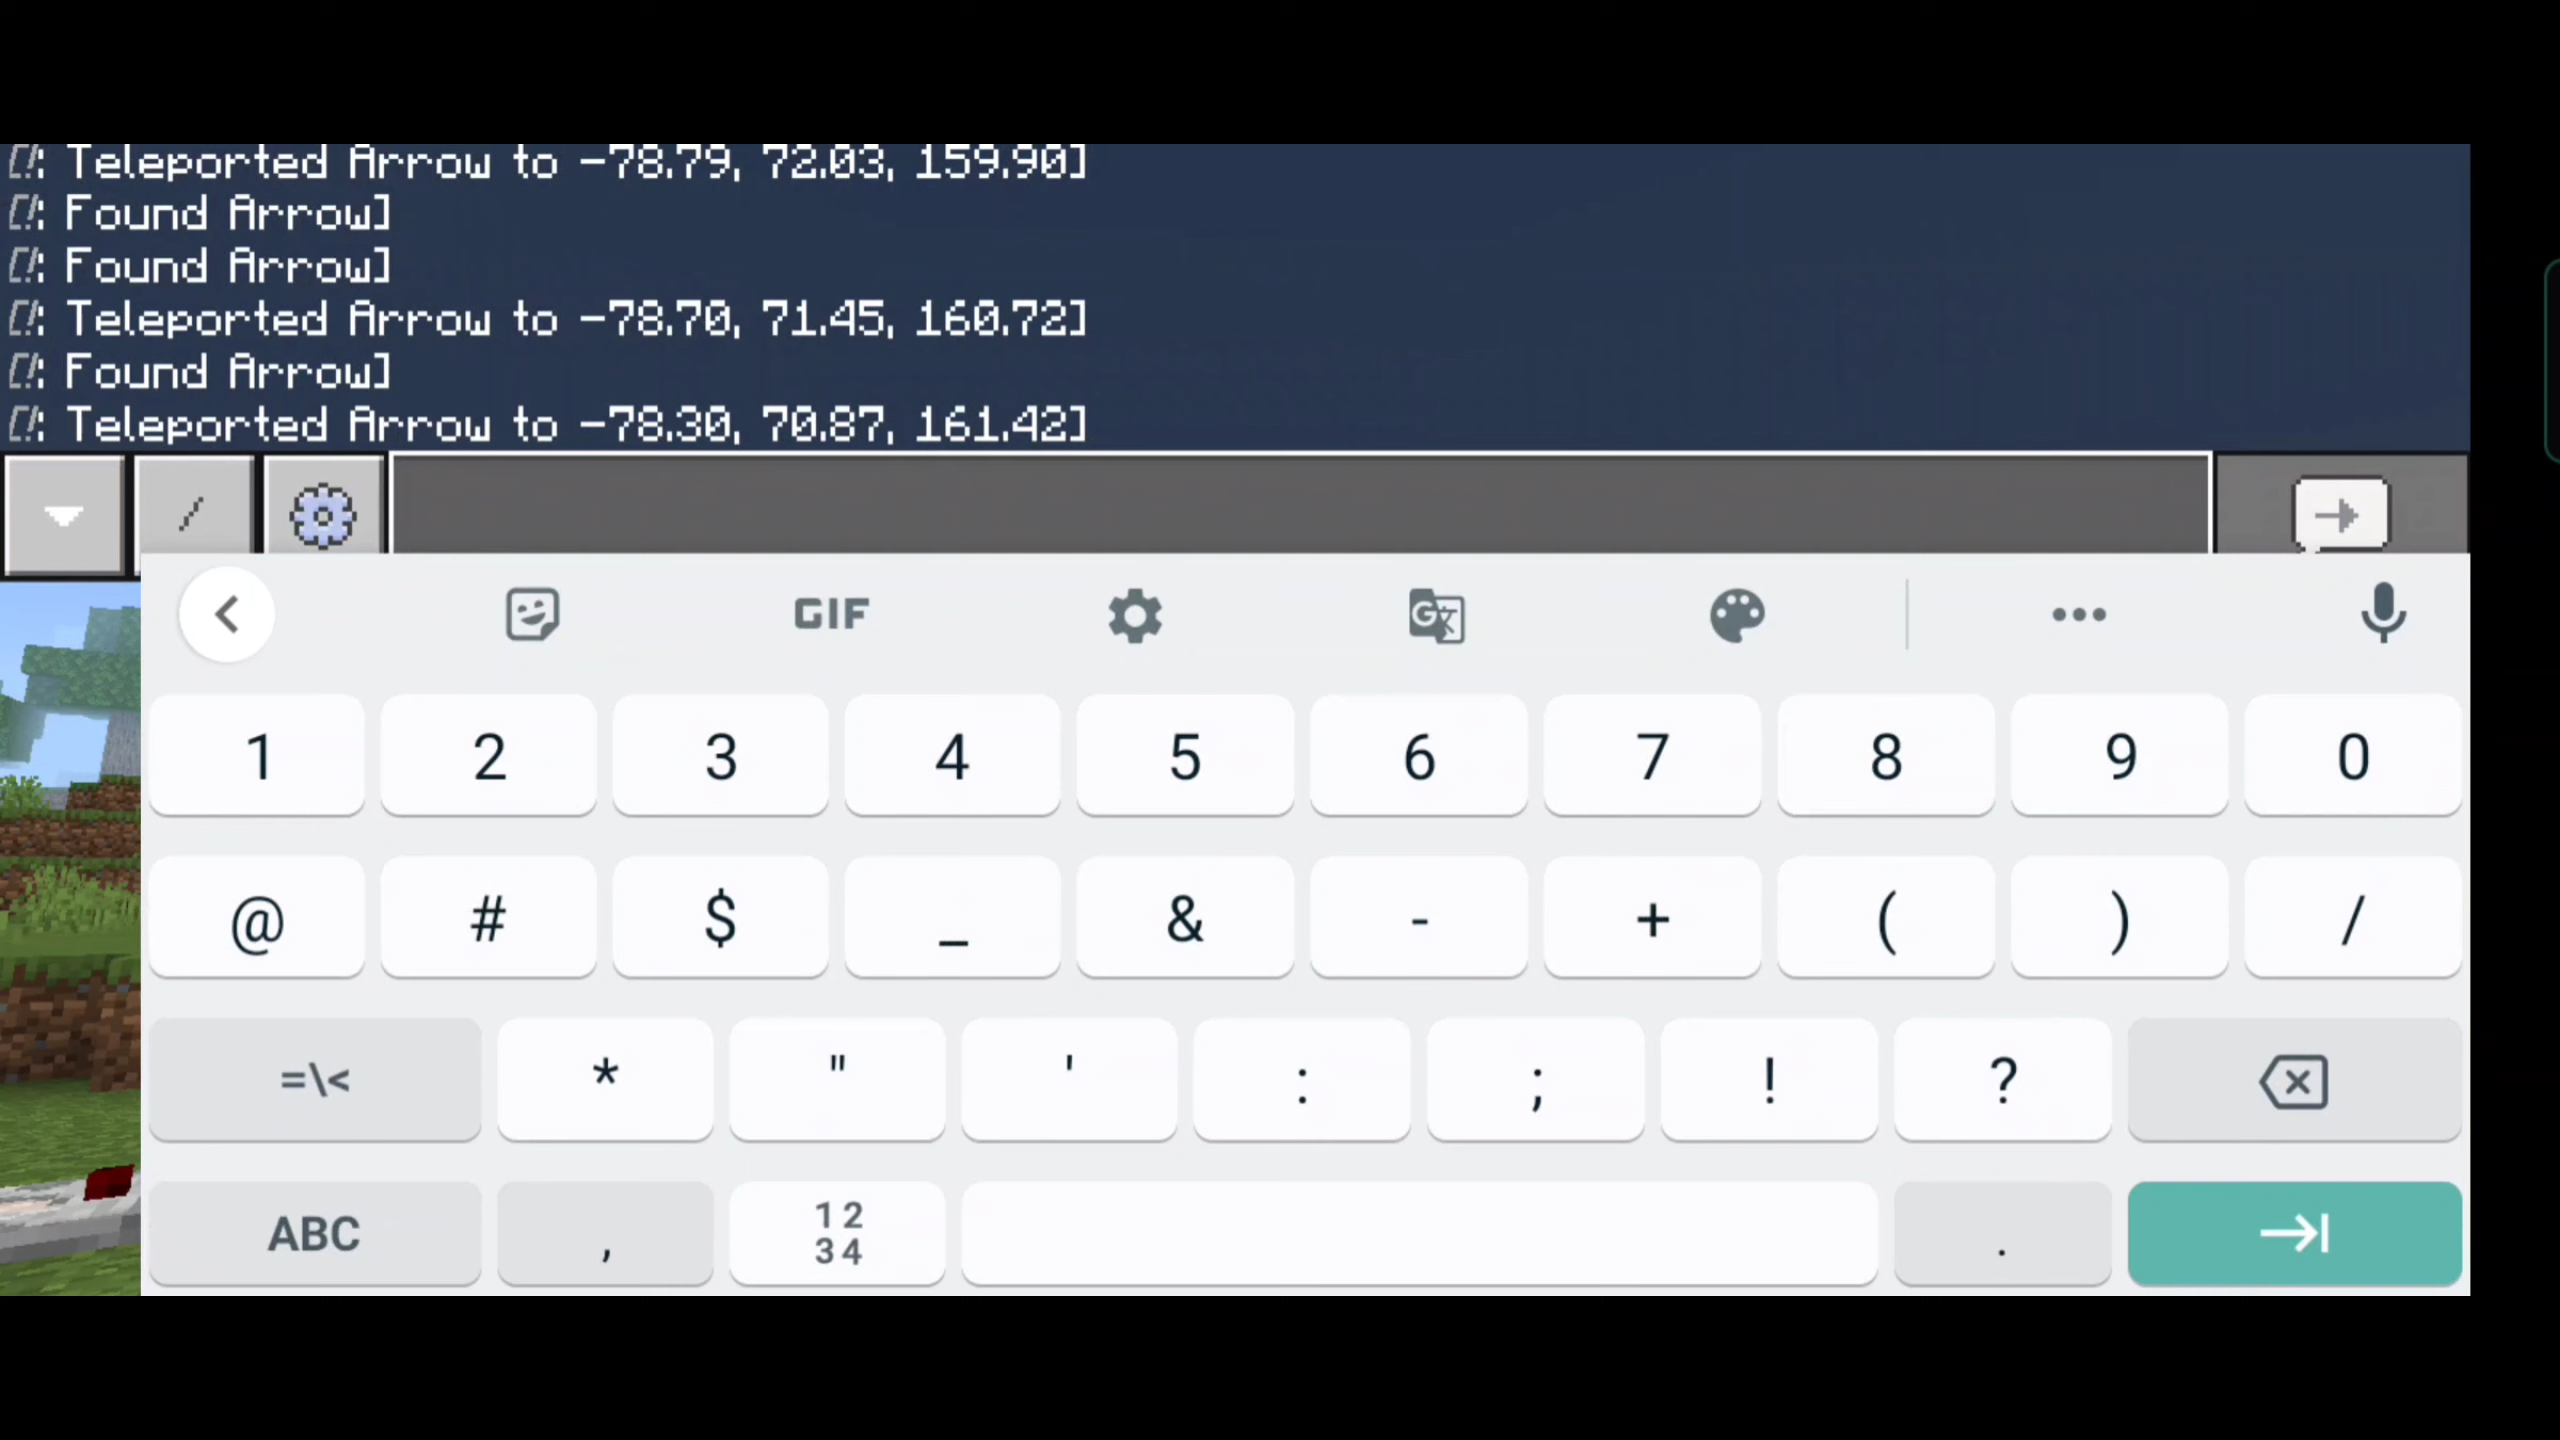 [!: Teleported Arrow to -78.79, 72.03, 159.90]
[!: Found Arrow]
[!: Found Arrow]
[!: Teleported Arrow to -78.70, 71.45, 160.72]
[!: Found Arrow]
[!: Teleported Arrow to -78.30, 70.87, 161.42]
/
GIF G文
1 2 3 4 5 6 7 8 9 0
@ # $ _ & - + ( ) /
=\< * " ' : ; ! ?
ABC , 12 .
34